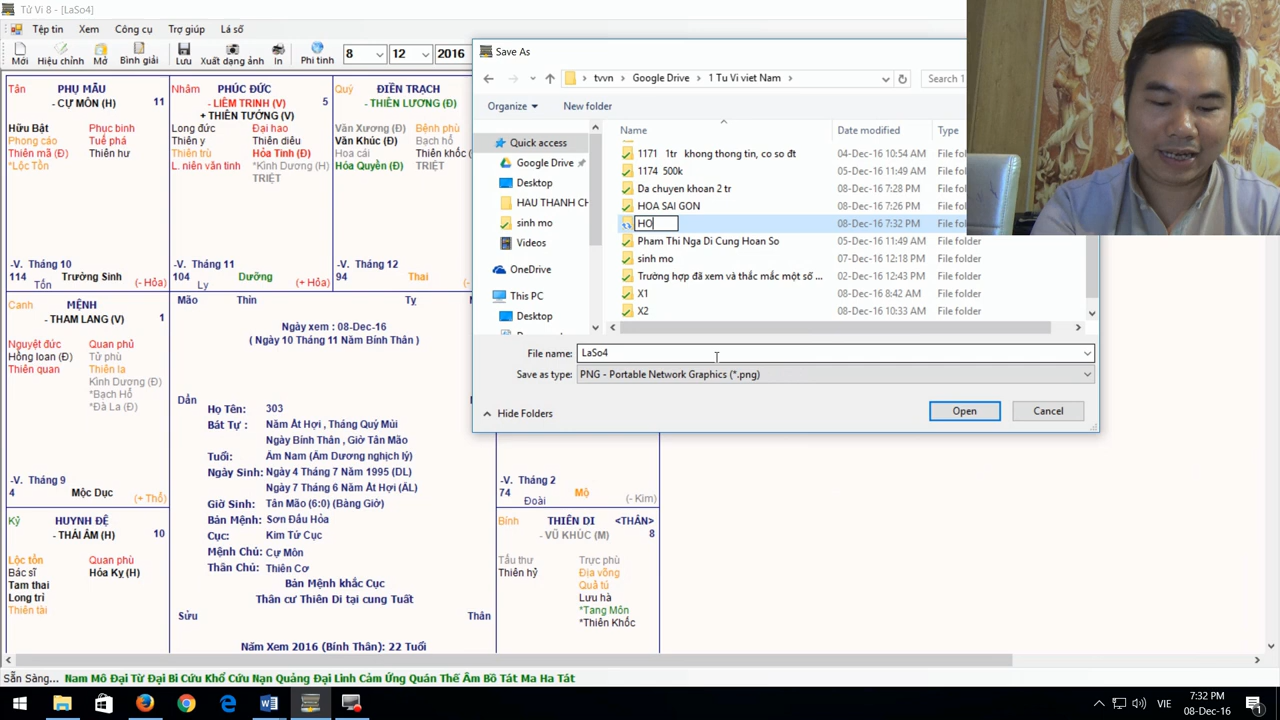 Tử Vi 8 - [LaSo4]
Tệp tin Xem Công cụ Trợ giúp Lá số
Mới Hiệu chỉnh Mở Bình giải Lưu Xuất dạng ảnh In Phi tinh 8 12 2016
Tân PHỤ MẪU
- CỰ MÔN (H) 11
Hữu Bật Phục binh
Phong cáo Tuế phá
Thiên mã (Đ) Thiên hư
*Lộc Tồn
-V. Tháng 10
114 Trưởng Sinh (- Hỏa)
Tốn
Nhâm PHÚC ĐỨC
- LIÊM TRINH (V) 5
+ THIÊN TƯỚNG (V)
Long đức Đại hao
Thiên y Thiên diêu
Thiên trù Hỏa Tinh (Đ)
L. niên văn tinh *Kình Dương (H)
TRIỆT
-V. Tháng 11
104 Dưỡng (+ Hỏa)
Ly
Quý ĐIỀN TRẠCH
- THIÊN LƯƠNG (Đ)
Văn Xương (Đ) Bệnh phù
Văn Khúc (Đ) Bạch hổ
Hoa cái Thiên khốc (Đ)
Hóa Quyền (Đ) TRIỆT
-V. Tháng 12
94 Thai
Canh MỆNH
- THAM LANG (V) 1
Nguyệt đức Quan phủ
Hồng loan (Đ) Tử phù
Thiên quan Thiên la
Kình Dương (Đ)
*Bạch Hổ
*Đà La (Đ)
-V. Tháng 9
4 Mộc Dục (+ Thổ)
Mão Thìn Tỵ
Ngày xem : 08-Dec-16
( Ngày 10 Tháng 11 Năm Bính Thân )
Dần
Họ Tên: 303
Bát Tự : Năm Ất Hợi , Tháng Quý Mùi
Ngày Bính Thân , Giờ Tân Mão
Tuổi: Âm Nam (Âm dương nghịch lý)
Ngày Sinh: Ngày 4 Tháng 7 Năm 1995 (DL)
Ngày 7 Tháng 6 Năm Ất Hợi (ÂL)
Giờ Sinh: Tân Mão (6:0) (Bảng Giờ)
Bản Mệnh: Sơn Đầu Hỏa
Cục: Kim Tứ Cục
Mệnh Chủ: Cự Môn
Thân Chủ: Thiên Cơ
Bản Mệnh khắc Cục
Thân cư Thiên Di tại cung Tuất
Sửu Thân
Năm Xem 2016 (Bính Thân): 22 Tuổi
-V. Tháng 2
74 Mộ (- Kim)
Đoài
Kỷ HUYNH ĐỆ
- THÁI ÂM (H) 10
Lộc tồn Quan phù
Bác sĩ Hóa Kỵ (H)
Tam thai
Long trì
Thiên tài
Bính THIÊN DI <THÂN>
- VŨ KHÚC (M) 8
Tấu thư Trực phù
Thiên hỷ Địa võng
Quả tú
Lưu hà
*Tang Môn
*Thiên Khốc
Sẵn Sàng... Nam Mô Đại Từ Đại Bi Cứu Khổ Cứu Nạn Quảng Đại Linh Cảm Ứng Quán Thế Âm Bồ Tát Ma Ha Tát
Save As
tvvn Google Drive 1 Tu Vi viet Nam Search 1
Organize New folder
Quick access
Google Drive
Desktop
HAU THANH CH
sinh mo
Videos
OneDrive
This PC
Desktop
Name Date modified Type
1171 1tr khong thong tin, co so đt 04-Dec-16 10:54 AM File folder
1174 500k 05-Dec-16 11:49 AM File folder
Da chuyen khoan 2 tr 08-Dec-16 7:28 PM File folder
HOA SAI GON 08-Dec-16 7:26 PM File folder
HO 08-Dec-16 7:32 PM File folder
Pham Thi Nga Di Cung Hoan So 05-Dec-16 11:49 AM File folder
sinh mo 07-Dec-16 12:18 PM File folder
Trường hợp đã xem và thắc mắc một số ... 02-Dec-16 12:43 PM File folder
X1 08-Dec-16 8:42 AM File folder
X2 08-Dec-16 10:33 AM File folder
File name: LaSo4
Save as type: PNG - Portable Network Graphics (*.png)
Hide Folders Open Cancel
VIE 7:32 PM
08-Dec-16
1